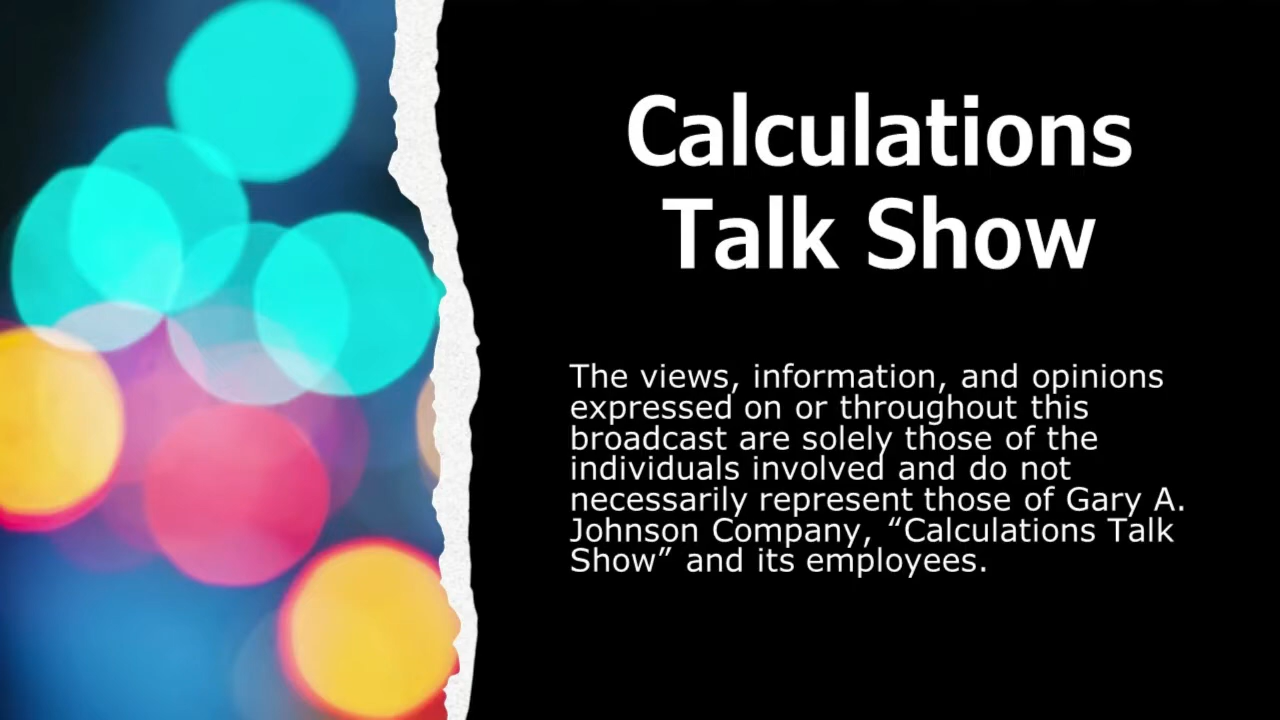 Calculations
Talk Show
The views, information, and opinions
expressed on or throughout this
broadcast are solely those of the
individuals involved and do not
necessarily represent those of Gary A.
Johnson Company, “Calculations Talk
Show” and its employees.